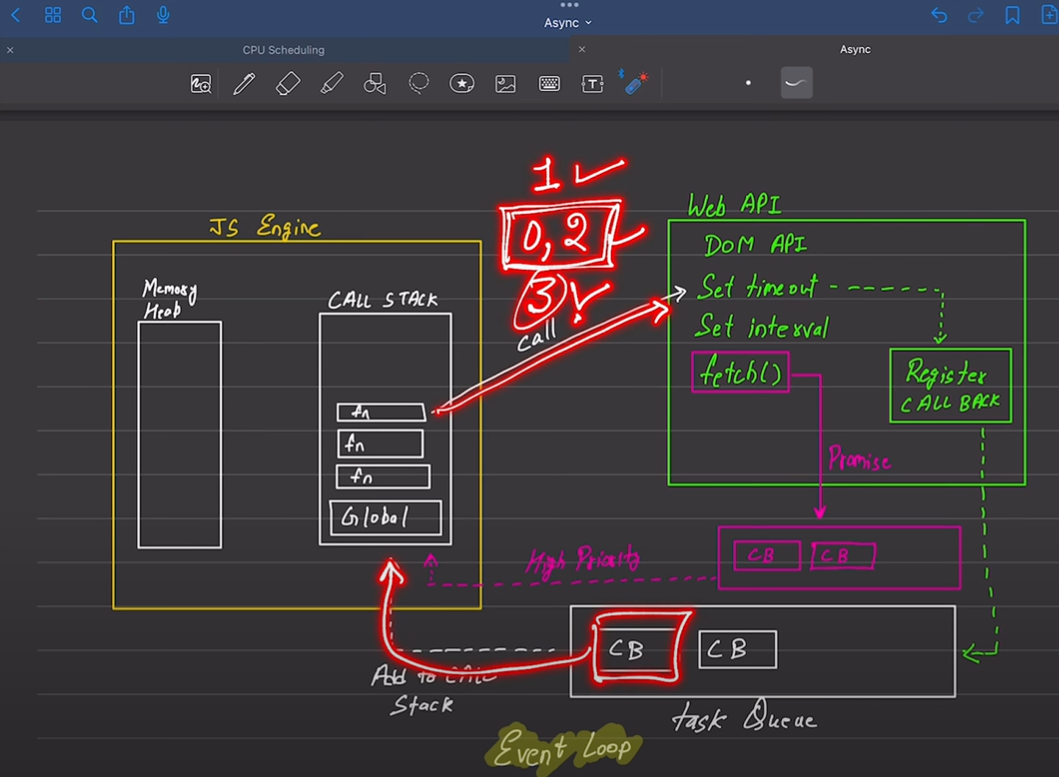 Async
CPU Scheduling
Async
T
1
0, 2
3
JS Engine
Memory
Heap
CALL STACK
fn
fn
fn
Global
call
Web API
DOM API
Set timeout
Set interval
fetch()
Register
CALL BACK
Promise
High Priority
CB
CB
CB
CB
Add to CALL
Stack
task Queue
Event Loop